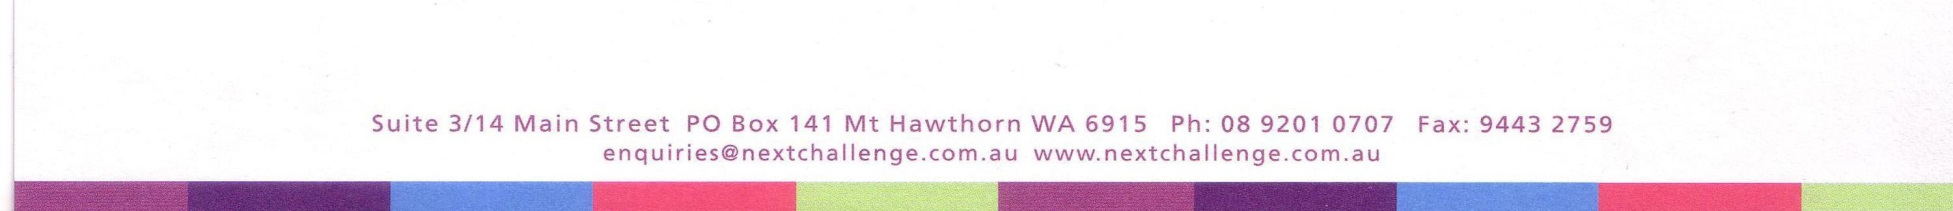 Suite 3/14 Main Street PO Box 141 Mt Hawthorn WA 6915 Ph: 08 9201 0707 Fax: 9443 2759
enquiries@nextchallenge.com.au www.nextchallenge.com.au